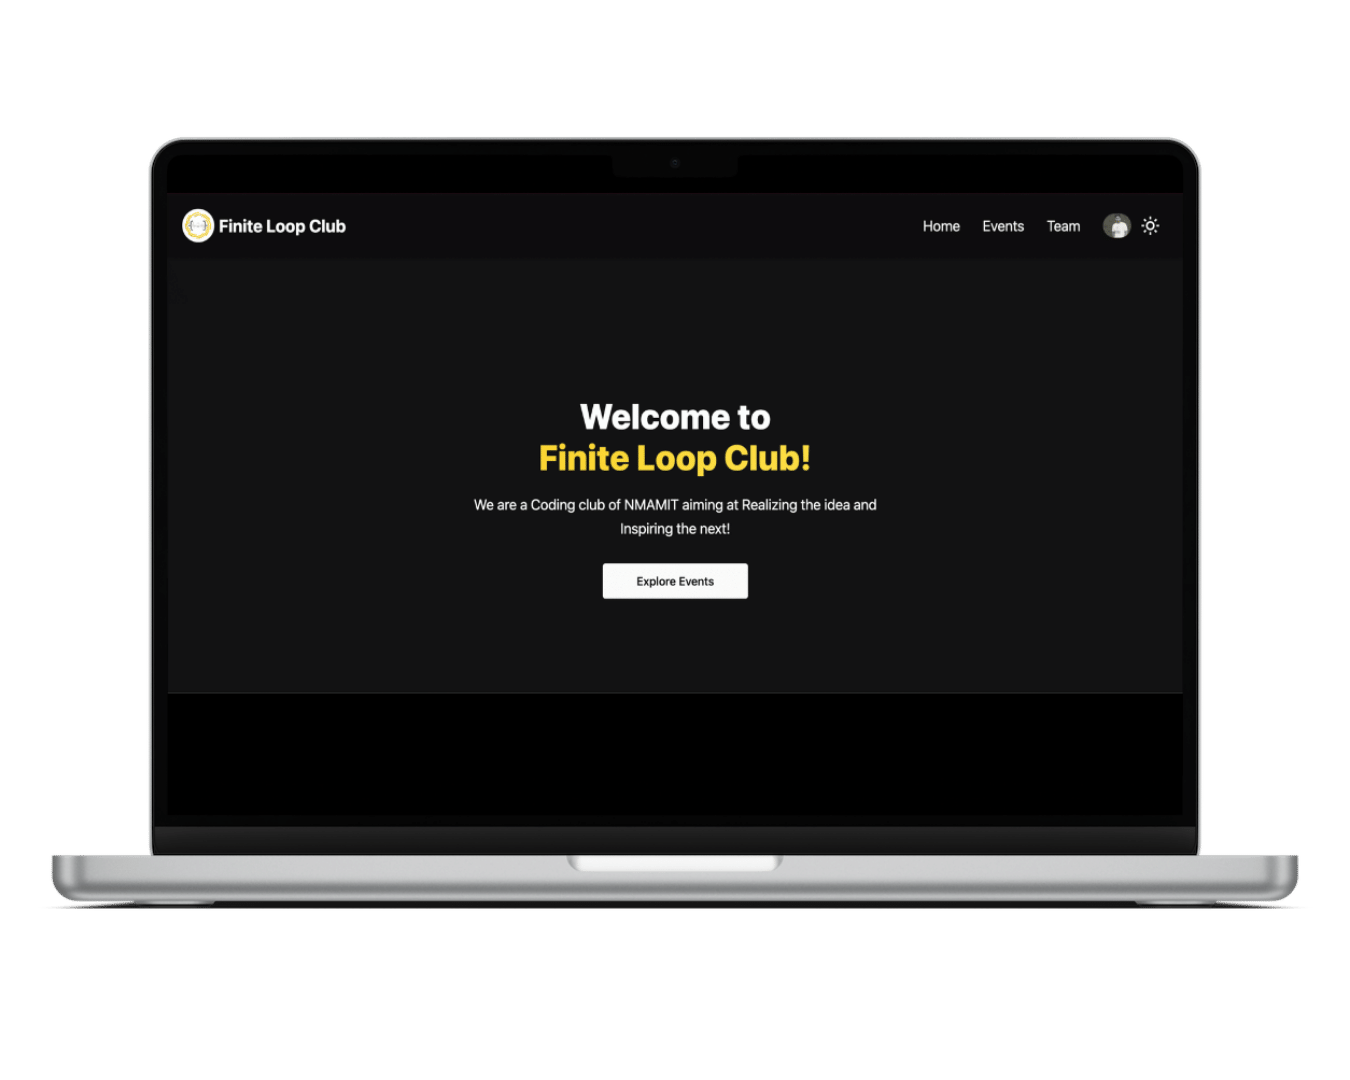 Finite Loop Club
Home Events Team
Welcome to
Finite Loop Club!
We are a Coding club of NMAMIT aiming at Realizing the idea and
Inspiring the next!
Explore Events